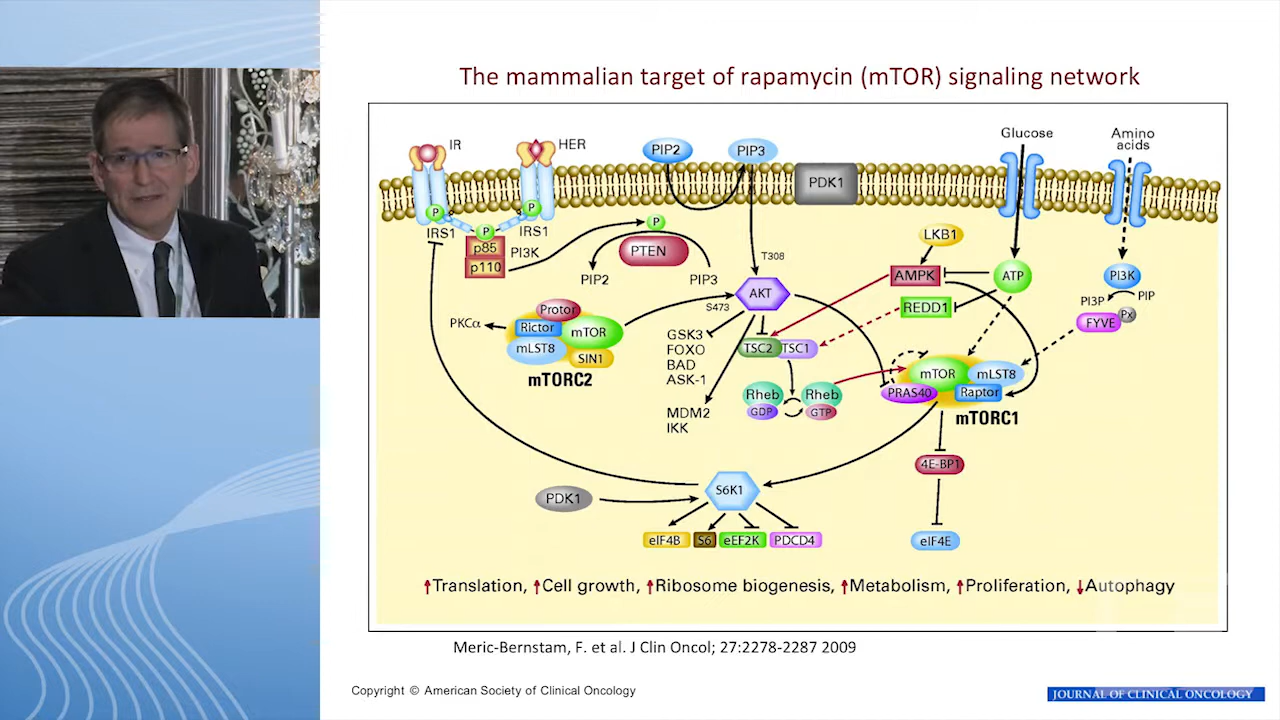 The mammalian target of rapamycin (mTOR) signaling network
IR
HER
PIP2
PIP3
PDK1
Glucose
Amino
acids
P
P
P
P
IRS1
IRS1
p85
p110
PI3K
PTEN
PIP2
PIP3
T308
LKB1
AMPK
ATP
PI3K
AKT
S473
REDD1
PI3P
PIP
FYVE
Px
PKCα
Protor
Rictor
mTOR
mLST8
SIN1
mTORC2
GSK3
FOXO
BAD
ASK-1
MDM2
IKK
TSC2
TSC1
Rheb
GDP
Rheb
GTP
mTOR
mLST8
PRAS40
Raptor
mTORC1
4E-BP1
PDK1
S6K1
eIF4B
S6
eEF2K
PDCD4
eIF4E
↑Translation, ↑Cell growth, ↑Ribosome biogenesis, ↑Metabolism, ↑Proliferation, ↓Autophagy
Meric-Bernstam, F. et al. J Clin Oncol; 27:2278-2287 2009
Copyright © American Society of Clinical Oncology
JOURNAL OF CLINICAL ONCOLOGY